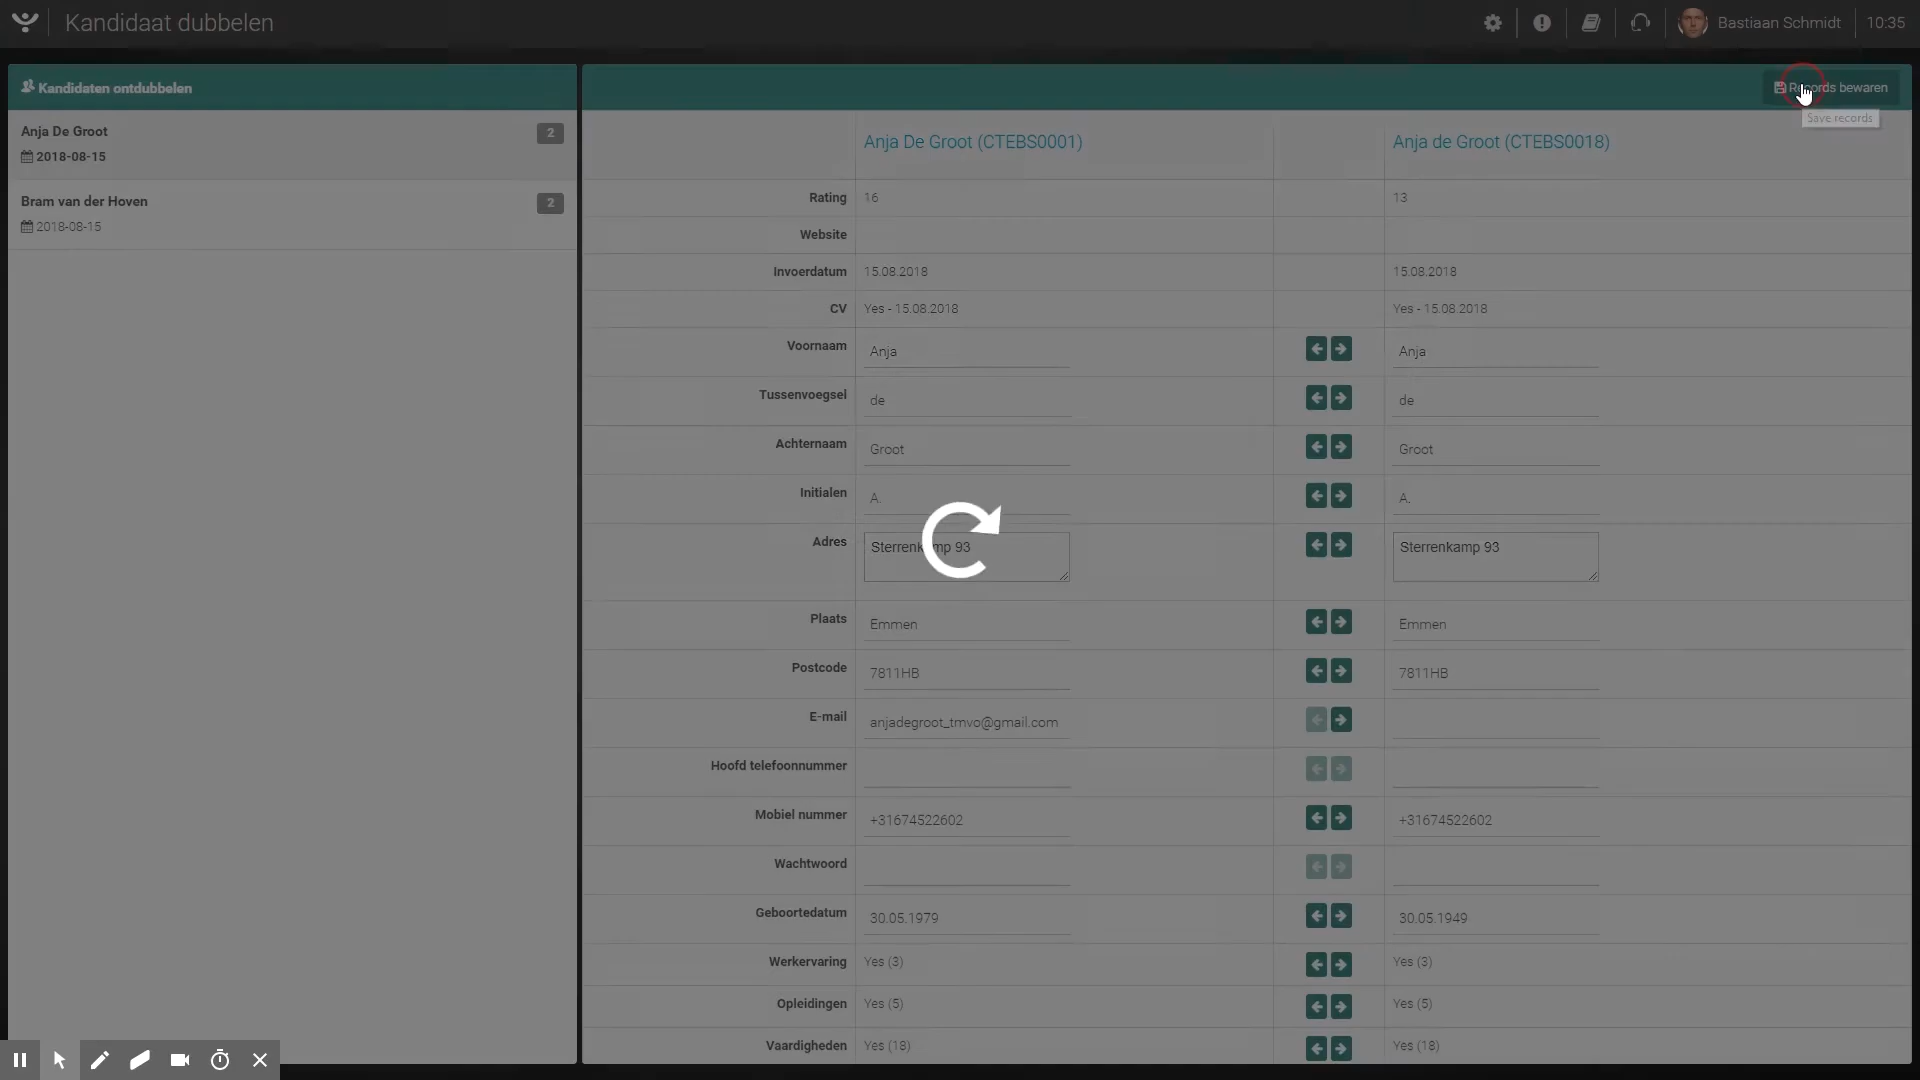 Kandidaat dubbelen
Bastiaan Schmidt
10:35
Kandidaten ontdubbelen
Records bewaren
Save records
Anja De Groot
2
2018-08-15
Bram van der Hoven
2
2018-08-15
Anja De Groot (CTEBS0001)
Anja de Groot (CTEBS0018)
Rating 16 13
Website
Invoerdatum 15.08.2018 15.08.2018
CV Yes - 15.08.2018 Yes - 15.08.2018
Voornaam Anja Anja
Tussenvoegsel de de
Achternaam Groot Groot
Initialen A. A.
Adres Sterrenkamp 93 Sterrenkamp 93
Plaats Emmen Emmen
Postcode 7811HB 7811HB
E-mail anjadegroot_tmvo@gmail.com
Hoofd telefoonnummer
Mobiel nummer +31674522602 +31674522602
Wachtwoord
Geboortedatum 30.05.1979 30.05.1949
Werkervaring Yes (3) Yes (3)
Opleidingen Yes (5) Yes (5)
Vaardigheden Yes (18) Yes (18)